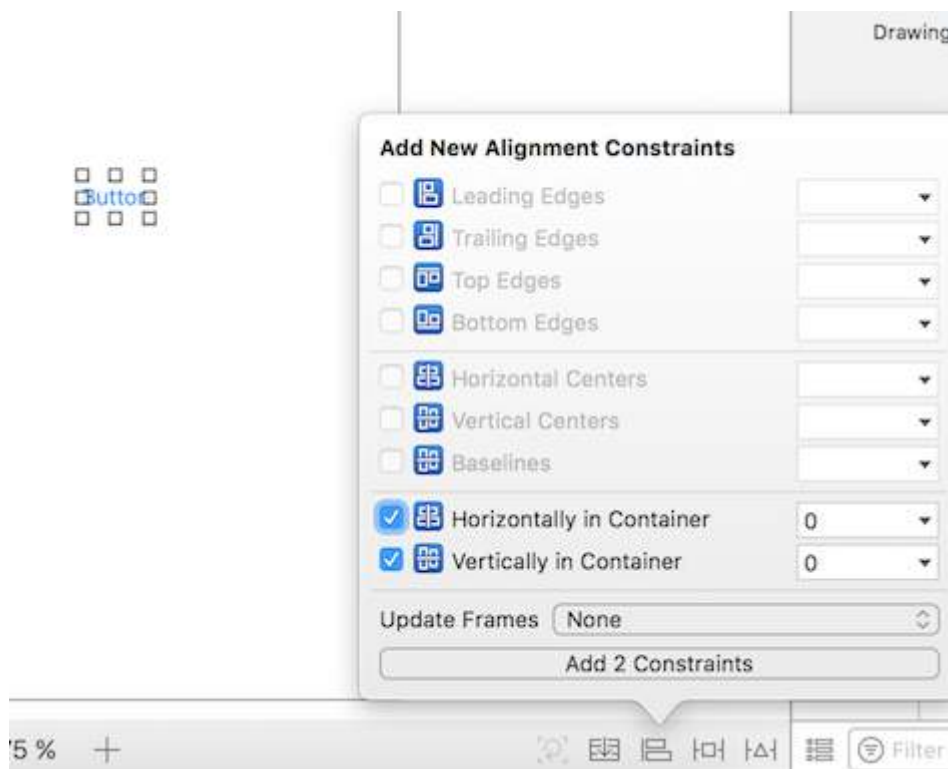 Drawing
Add New Alignment Constraints
Leading Edges
Trailing Edges
Button
Top Edges
Bottom Edges
Horizontal Centers
Vertical Centers
Baselines
Horizontally in Container 0
Vertically in Container 0
Update Frames None
Add 2 Constraints
75 %
Filter